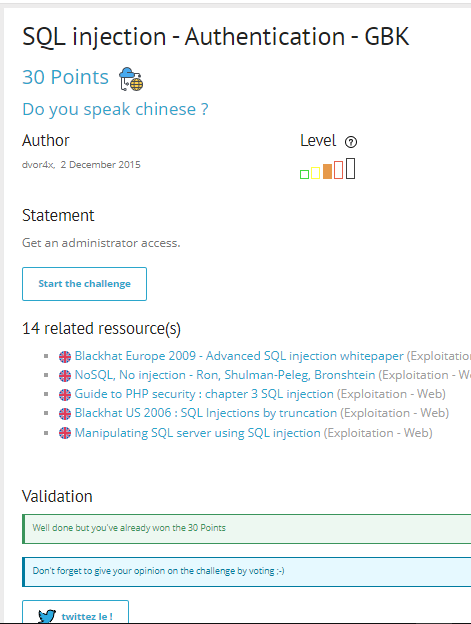 SQL injection - Authentication - GBK
30 Points
Do you speak chinese ?
Author
Level ?
dvor4x, 2 December 2015
Statement
Get an administrator access.
Start the challenge
14 related ressource(s)
Blackhat Europe 2009 - Advanced SQL injection whitepaper (Exploitatio
NoSQL, No injection - Ron, Shulman-Peleg, Bronshtein (Exploitation - W
Guide to PHP security : chapter 3 SQL injection (Exploitation - Web)
Blackhat US 2006 : SQL Injections by truncation (Exploitation - Web)
Manipulating SQL server using SQL injection (Exploitation - Web)
Validation
Well done but you've already won the 30 Points
Don't forget to give your opinion on the challenge by voting ;-)
twittez le !